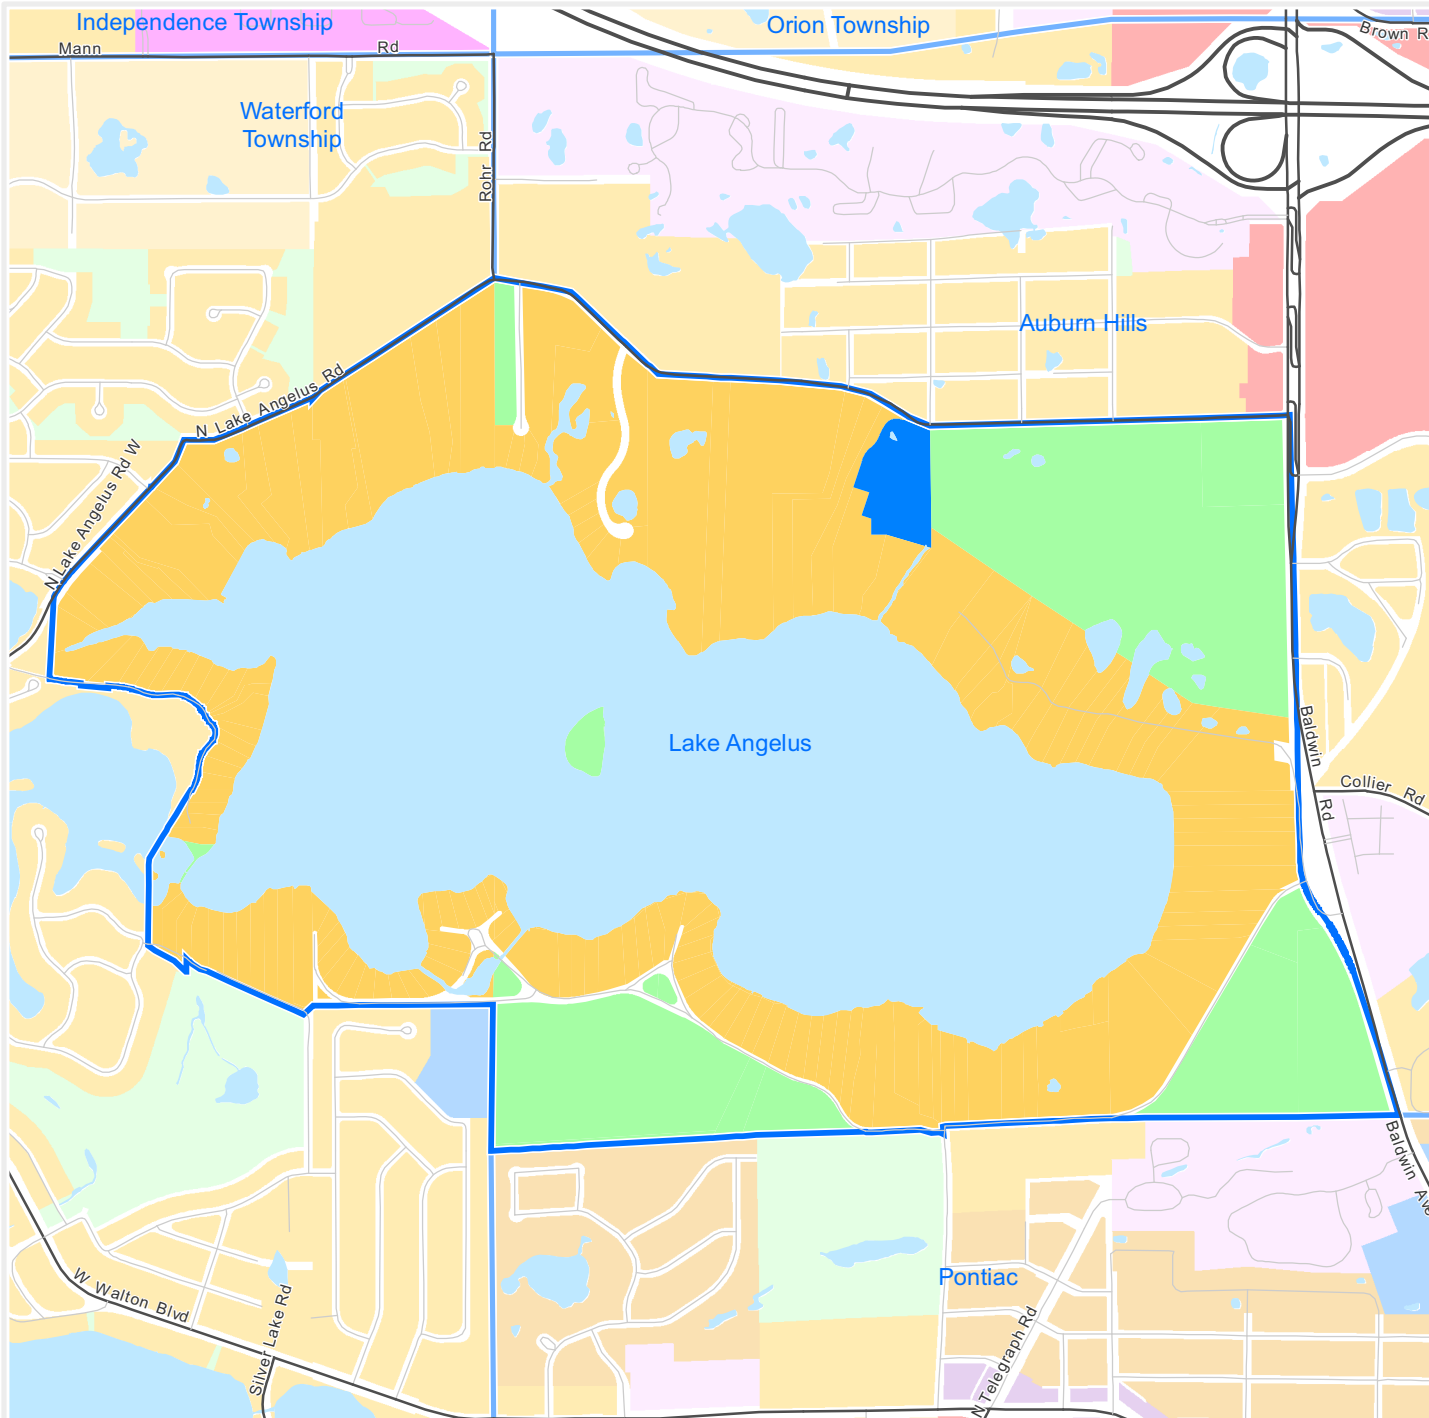 Independence Township
Orion Township
Brown R
Mann Rd
Waterford
Township
Rohr Rd
Auburn Hills
N Lake Angelus Rd
N Lake Angelus Rd W
Lake Angelus
Baldwin Rd
Collier Rd
Baldwin Ave
Pontiac
W Walton Blvd
Silver Lake Rd
N Telegraph Rd